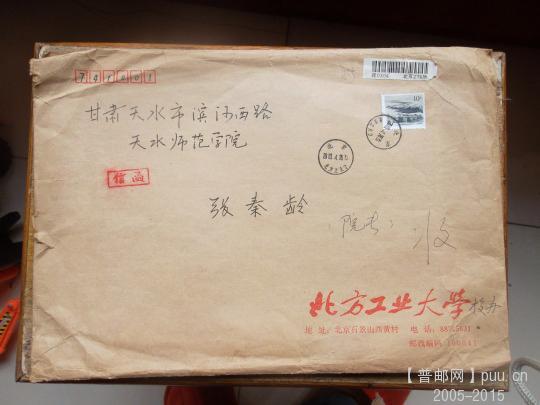 741001
甘肃天水市滨河西路
天水师范学院
信函
张秦龄
（院长）收
北方工业大学校办
地 址：北京石景山西黄村 电 话：
邮政编码 100041
【普邮网】puu.cn
2005-2015